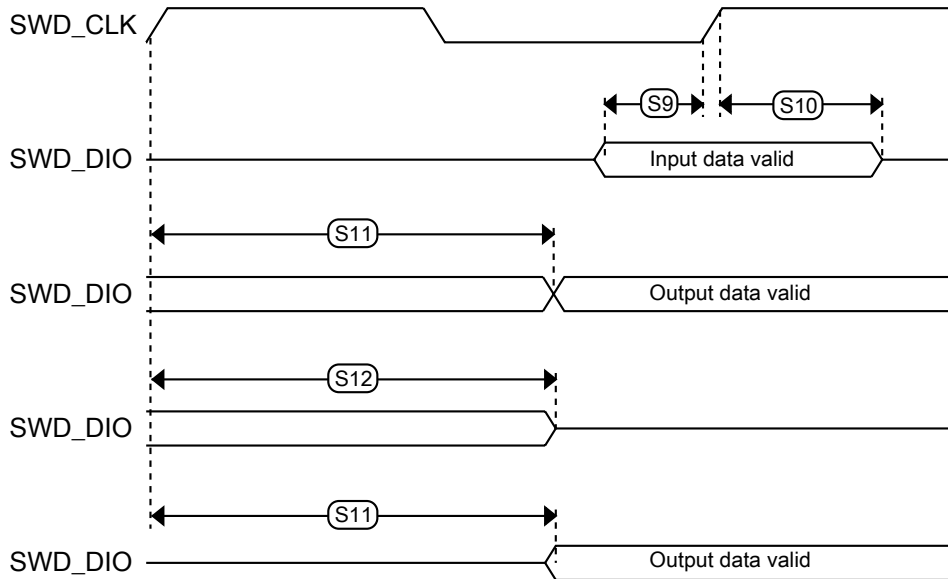 SWD_CLK
S9
S10
SWD_DIO
Input data valid
S11
SWD_DIO
Output data valid
S12
SWD_DIO
S11
SWD_DIO
Output data valid